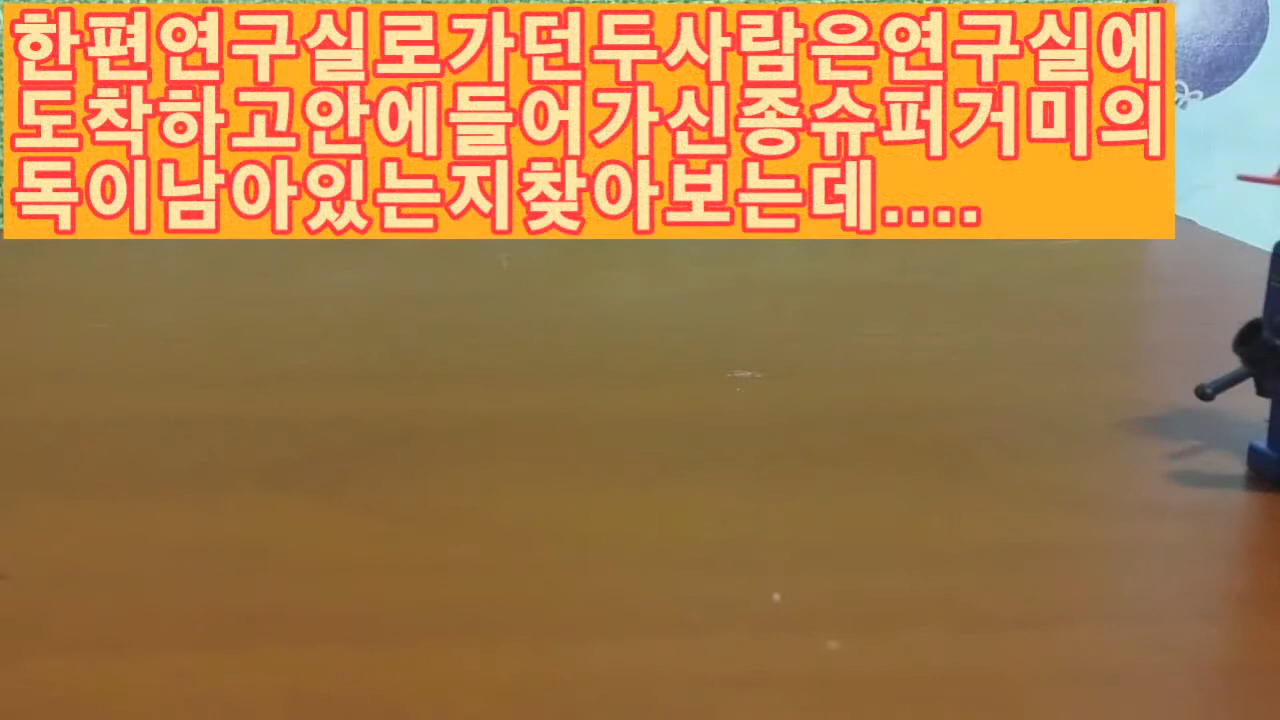 한편연구실로가던두사람은연구실에
도착하고안에들어가신종슈퍼거미의
독이남아있는지찾아보는데....